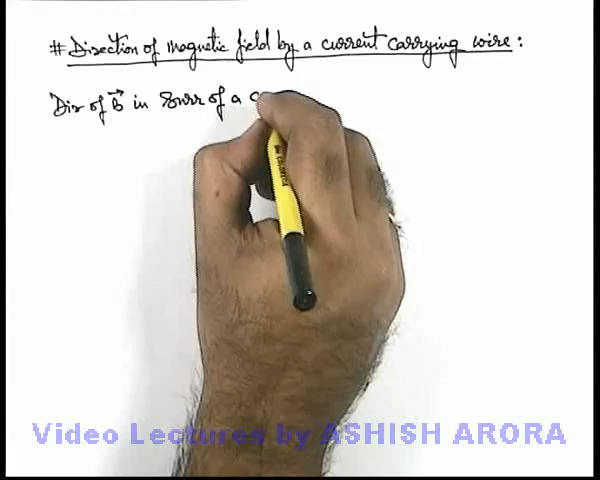 # Direction of magnetic field by a current carrying wire :
Dir of B⃗ in surr of a c
Video Lectures by ASHISH ARORA